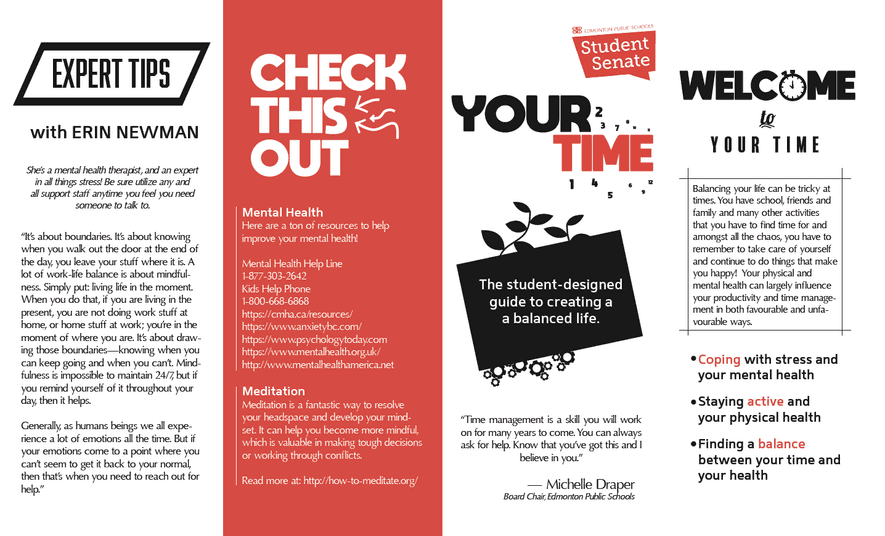 EXPERT TIPS
with ERIN NEWMAN
She's a mental health therapist, and an expert
in all things stress! Be sure utilize any and
all support staff anytime you feel you need
someone to talk to.
“It's about boundaries. It's about knowing
when you walk out the door at the end of
the day, you leave your stuff where it is. A
lot of work-life balance is about mindful-
ness. Simply put: living life in the moment.
When you do that, if you are living in the
present, you are not doing work stuff at
home, or home stuff at work; you're in the
moment of where you are. It's about draw-
ing those boundaries—knowing when you
can keep going and when you can't. Mind-
fulness is impossible to maintain 24/7, but if
you remind yourself of it throughout your
day, then it helps.
Generally, as humans beings we all expe-
rience a lot of emotions all the time. But if
your emotions come to a point where you
can't seem to get it back to your normal,
then that's when you need to reach out for
help.”
CHECK
THIS
OUT
Mental Health
Here are a ton of resources to help
improve your mental health!
Mental Health Help Line
1-877-303-2642
Kids Help Phone
1-800-668-6868
https://cmha.ca/resources/
https://www.anxietybc.com/
https://www.psychologytoday.com
https://www.mentalhealth.org.uk/
http://www.mentalhealthamerica.net
Meditation
Meditation is a fantastic way to resolve
your headspace and develop your mind-
set. It can help you become more mindful,
which is valuable in making tough decisions
or working through conflicts.
Read more at: http://how-to-meditate.org/
EDMONTON PUBLIC SCHOOLS
Student
Senate
YOUR
TIME
2
3 7 8
1 4 6 12
5 9
The student-designed
guide to creating a
a balanced life.
“Time management is a skill you will work
on for many years to come. You can always
ask for help. Know that you've got this and I
believe in you.”
— Michelle Draper
Board Chair, Edmonton Public Schools
WELCOME
to
YOUR TIME
Balancing your life can be tricky at
times. You have school, friends and
family and many other activities
that you have to find time for and
amongst all the chaos, you have to
remember to take care of yourself
and continue to do things that make
you happy! Your physical and
mental health can largely influence
your productivity and time manage-
ment in both favourable and unfa-
vourable ways.
•Coping with stress and
your mental health
•Staying active and
your physical health
•Finding a balance
between your time and
your health